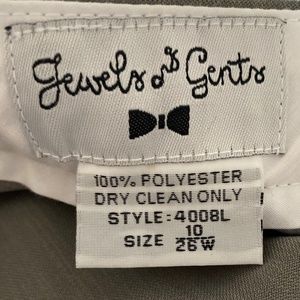 Jewels and Gents
100% POLYESTER
DRY CLEAN ONLY
STYLE: 4008L
SIZE 10/26W